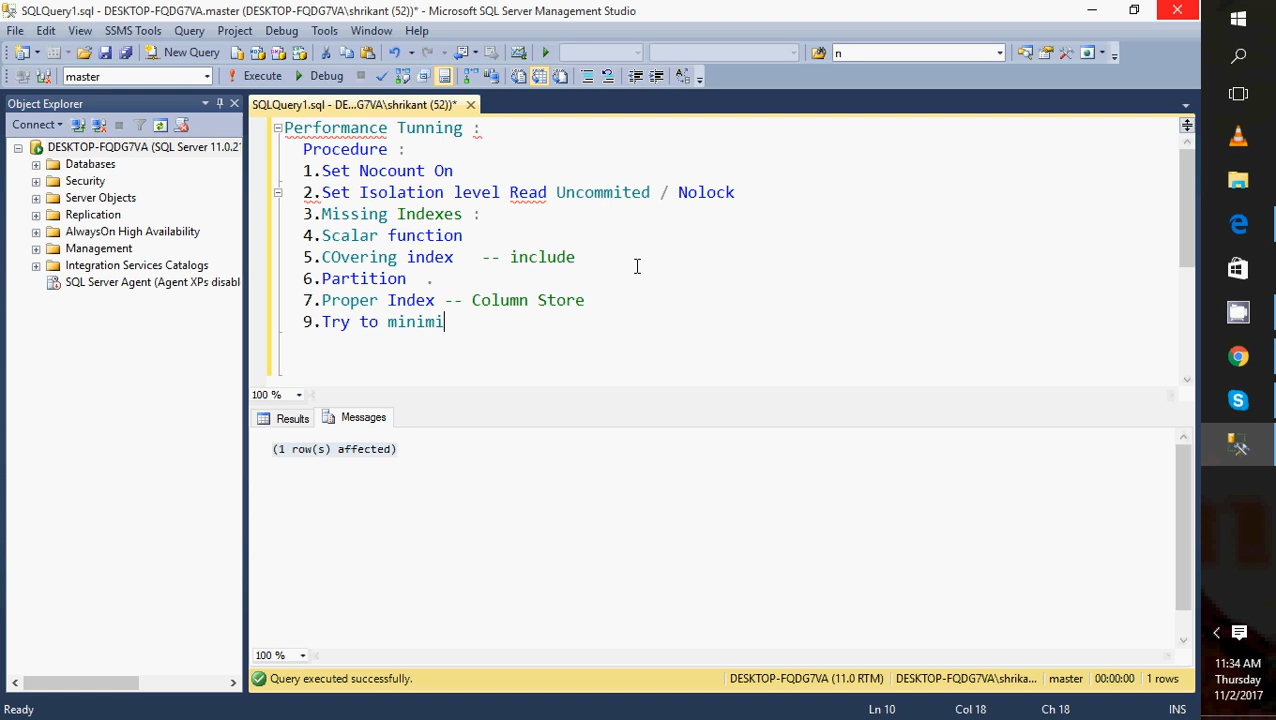 SQLQuery1.sql - DESKTOP-FQDG7VA.master (DESKTOP-FQDG7VA\shrikant (52))* - Microsoft SQL Server Management Studio
File Edit View SSMS Tools Query Project Debug Tools Window Help
New Query
n
master
Execute
Debug
Object Explorer
SQLQuery1.sql - DE...G7VA\shrikant (52))*
Connect
DESKTOP-FQDG7VA (SQL Server 11.0.2
Databases
Security
Server Objects
Replication
AlwaysOn High Availability
Management
Integration Services Catalogs
SQL Server Agent (Agent XPs disabl
Performance Tunning :
Procedure :
1.Set Nocount On
2.Set Isolation level Read Uncommited / Nolock
3.Missing Indexes :
4.Scalar function
5.COvering index -- include
6.Partition .
7.Proper Index -- Column Store
9.Try to minimi
100 %
Results
Messages
(1 row(s) affected)
100 %
Query executed successfully.
DESKTOP-FQDG7VA (11.0 RTM)
DESKTOP-FQDG7VA\shrika...
master
00:00:00
1 rows
Ready
Ln 10
Col 18
Ch 18
INS
11:34 AM
Thursday
11/2/2017